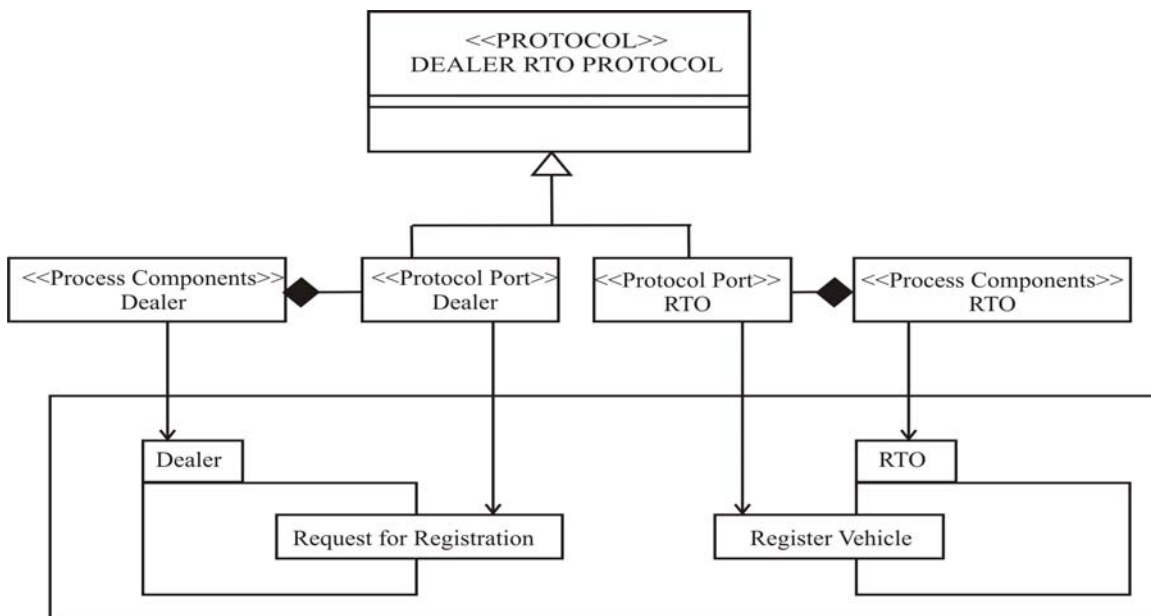 <<PROTOCOL>>
DEALER RTO PROTOCOL
<<Process Components>>
Dealer
<<Protocol Port>>
Dealer
<<Protocol Port>>
RTO
<<Process Components>>
RTO
Dealer
RTO
Request for Registration
Register Vehicle